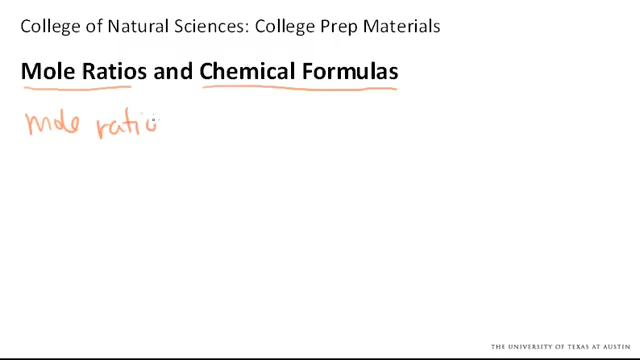 College of Natural Sciences: College Prep Materials
Mole Ratios and Chemical Formulas
mole ratio
THE UNIVERSITY OF TEXAS AT AUSTIN